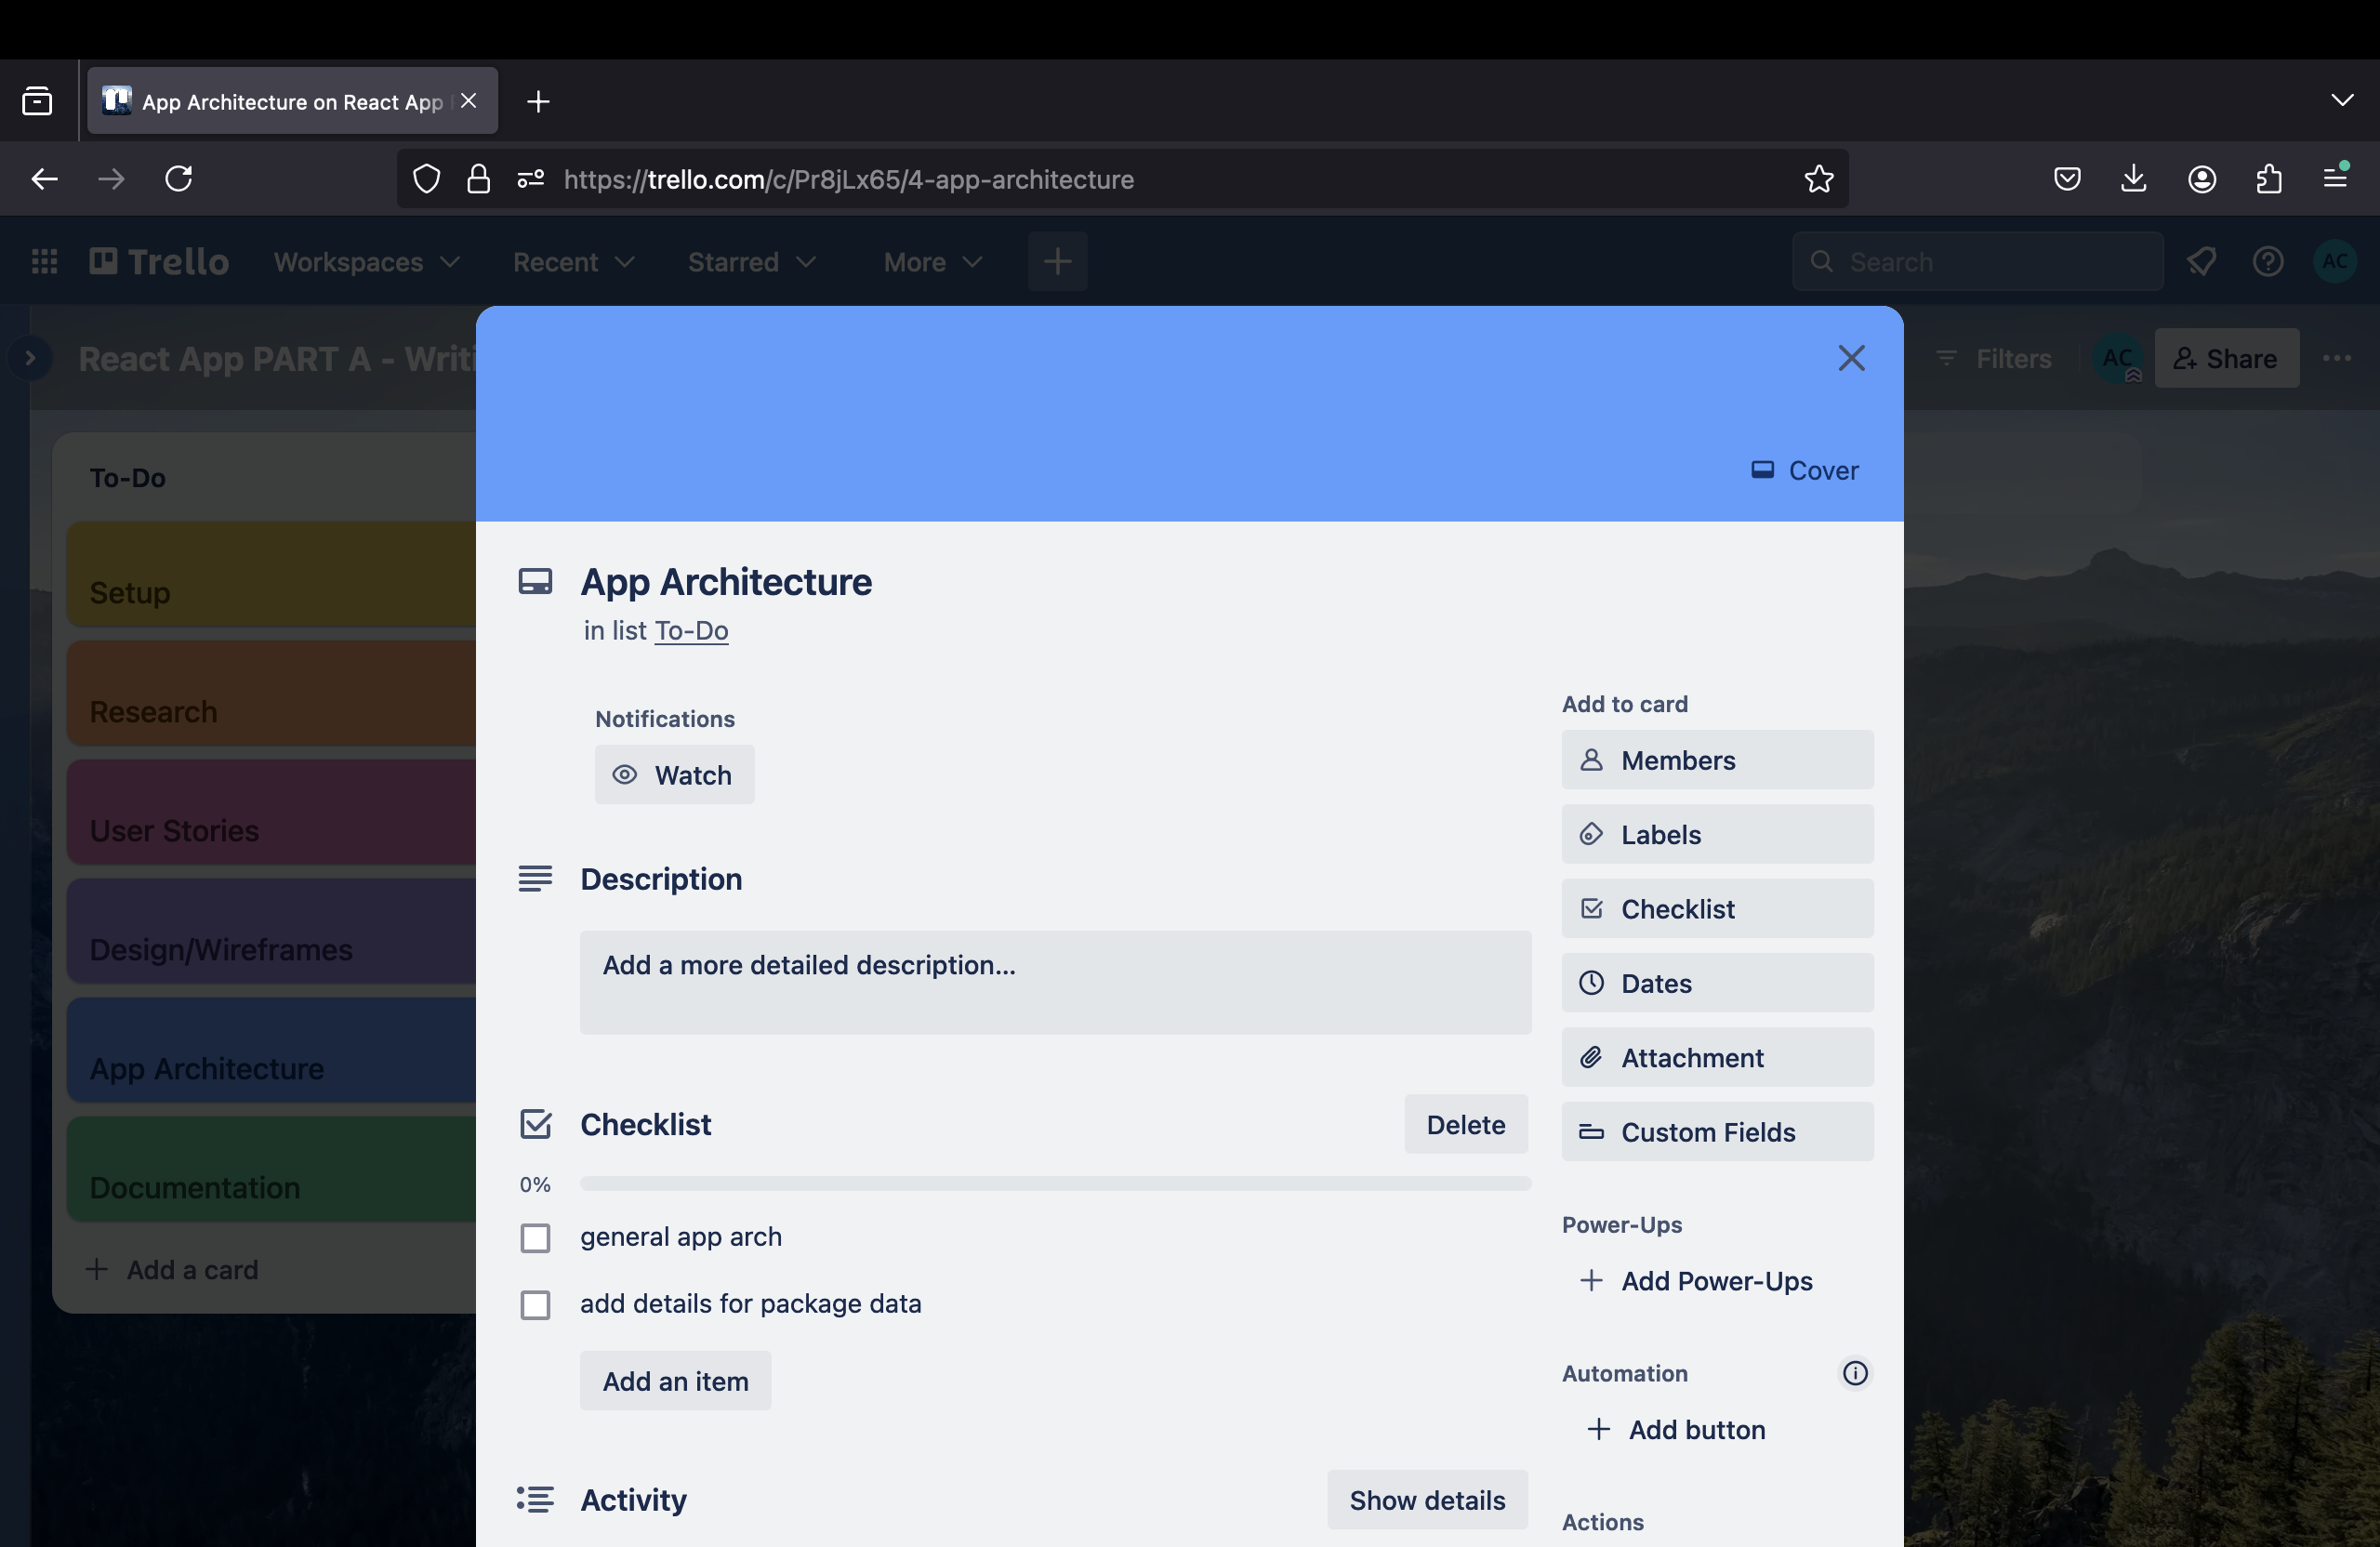 App Architecture on React App
https://trello.com/c/Pr8jLx65/4-app-architecture
Trello
Workspaces
Recent
Starred
More
Search
AC
React App PART A - Writi
Filters
AC
Share
To-Do
Setup
Research
User Stories
Design/Wireframes
App Architecture
Documentation
Add a card
Cover
App Architecture
in list To-Do
Notifications
Watch
Description
Add a more detailed description...
Checklist
Delete
0%
general app arch
add details for package data
Add an item
Activity
Show details
Add to card
Members
Labels
Checklist
Dates
Attachment
Custom Fields
Power-Ups
Add Power-Ups
Automation
Add button
Actions